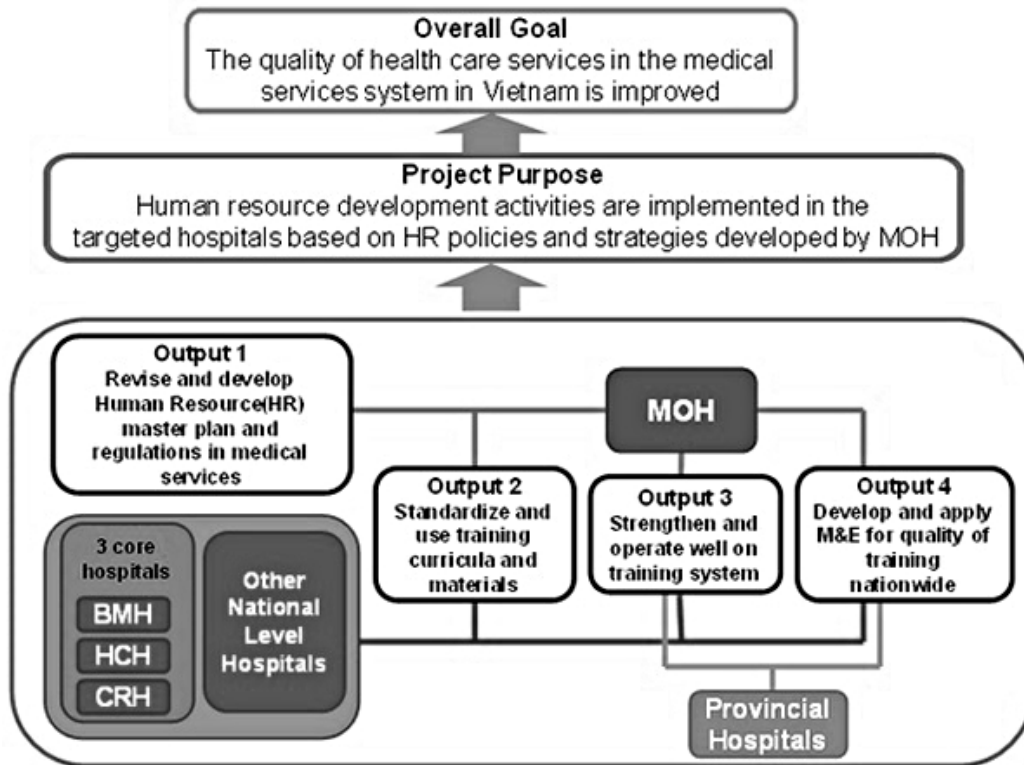 Overall Goal
The quality of health care services in the medical
services system in Vietnam is improved
Project Purpose
Human resource development activities are implemented in the
targeted hospitals based on HR policies and strategies developed by MOH
Output 1
Revise and develop
Human Resource(HR)
master plan and
regulations in medical
services
MOH
Output 2
Standardize and
use training
curricula and
materials
Output 3
Strengthen and
operate well on
training system
Output 4
Develop and apply
M&E for quality of
training
nationwide
3 core
hospitals
BMH
HCH
CRH
Other
National
Level
Hospitals
Provincial
Hospitals